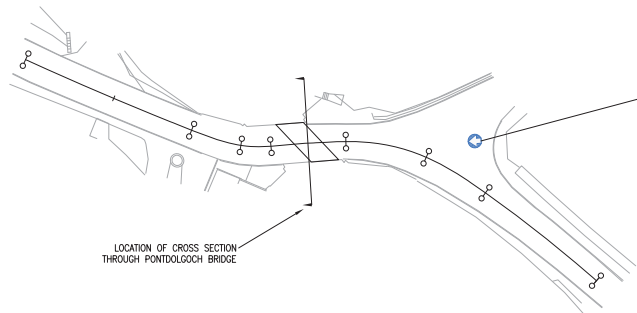 LOCATION OF CROSS SECTION
THROUGH PONTDOLGOCH BRIDGE